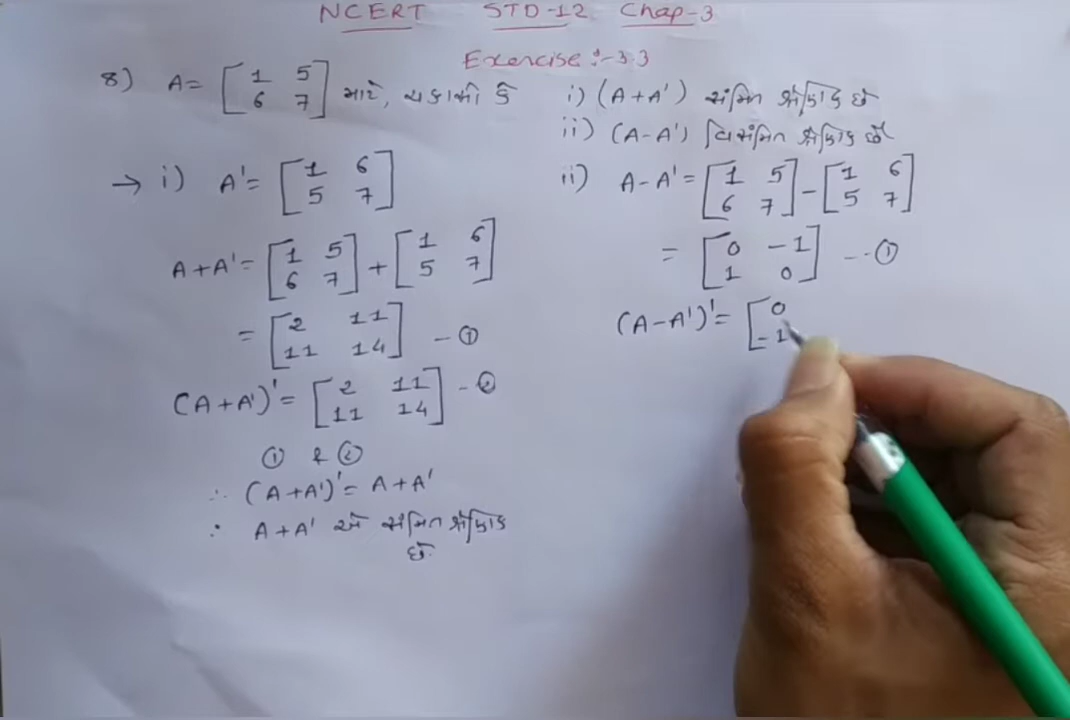 NCERT STD-12 Chap-3
Exercise :- 3.3
8) A = [ 1 5
6 7 ] માટે, ચકાસો કે
i) (A+A') સંમિત શ્રેણિક છે
ii) (A-A') વિસંમિત શ્રેણિક છે
→ i) A' = [ 1 6
5 7 ]
A+A' = [ 1 5
6 7 ] + [ 1 6
5 7 ]
= [ 2 11
11 14 ] - ①
(A+A')' = [ 2 11
11 14 ] - ②
① & ②
∴ (A+A')' = A+A'
∴ A+A' એ સંમિત શ્રેણિક
છે.
ii) A-A' = [ 1 5
6 7 ] - [ 1 6
5 7 ]
= [ 0 -1
1 0 ] --①
(A-A')' = [ 0
-1